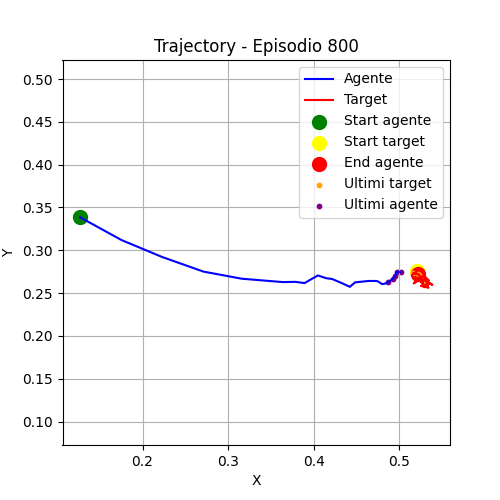 Trajectory - Episodio 800
Agente
Target
Start agente
Start target
End agente
Ultimi target
Ultimi agente
Y
0.50
0.45
0.40
0.35
0.30
0.25
0.20
0.15
0.10
0.2 0.3 0.4 0.5
X